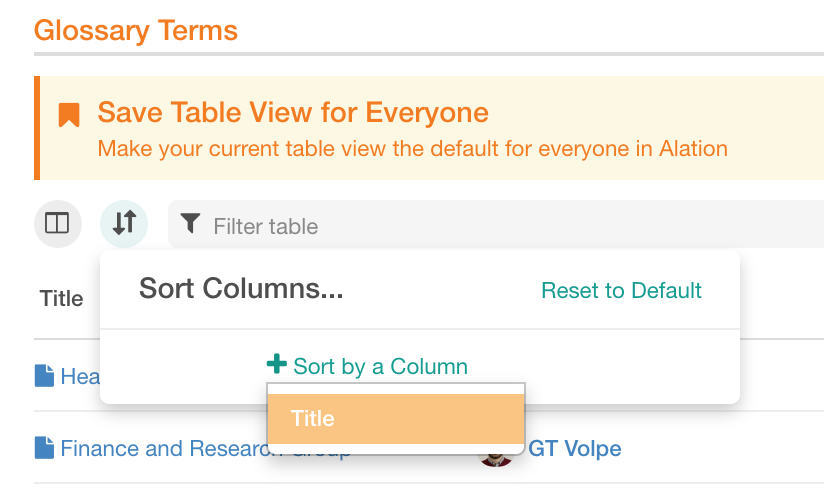 Glossary Terms
Save Table View for Everyone
Make your current table view the default for everyone in Alation
Filter table
Sort Columns... Reset to Default
Title
Sort by a Column
Hea
Title
Finance and Research Group GT Volpe